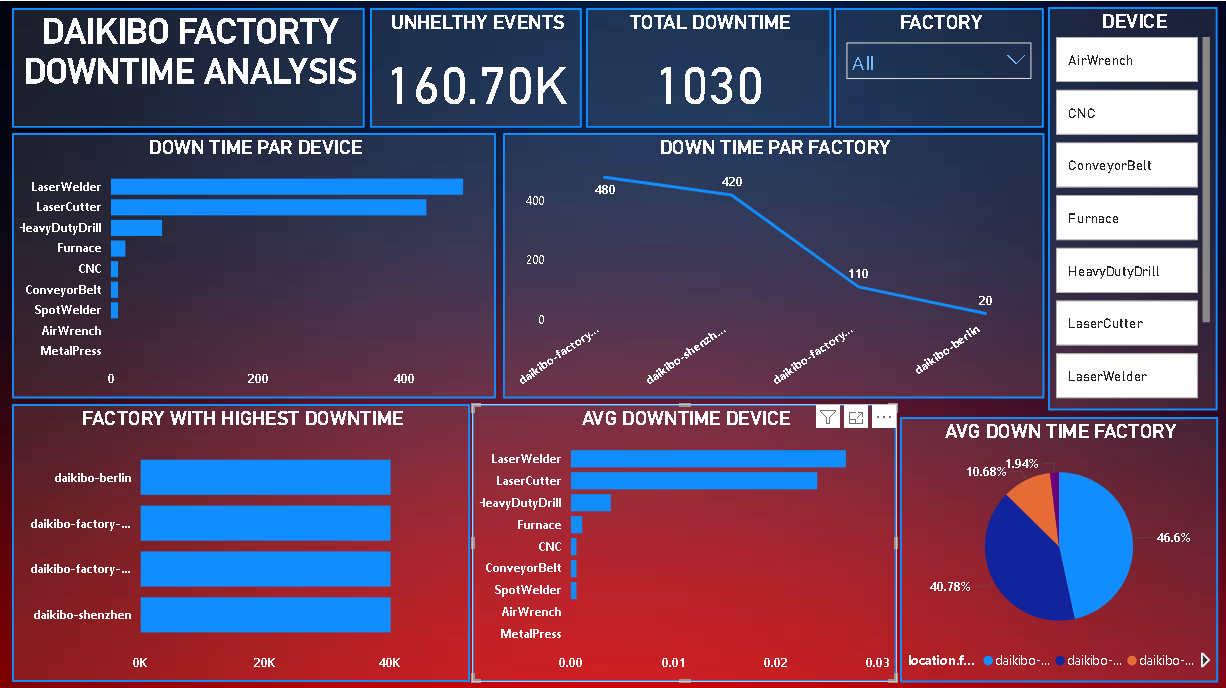 DAIKIBO FACTORTY
DOWNTIME ANALYSIS
UNHELTHY EVENTS
160.70K
TOTAL DOWNTIME
1030
FACTORY
All
DEVICE
AirWrench
CNC
ConveyorBelt
Furnace
HeavyDutyDrill
LaserCutter
LaserWelder
DOWN TIME PAR DEVICE
LaserWelder
LaserCutter
HeavyDutyDrill
Furnace
CNC
ConveyorBelt
SpotWelder
AirWrench
MetalPress
0 200 400
DOWN TIME PAR FACTORY
400
200
0
480
420
110
20
daikibo-factory...
daikibo-shenzh...
daikibo-factory...
daikibo-berlin
FACTORY WITH HIGHEST DOWNTIME
daikibo-berlin
daikibo-factory-...
daikibo-factory-...
daikibo-shenzhen
0K 20K 40K
AVG DOWNTIME DEVICE
LaserWelder
LaserCutter
HeavyDutyDrill
Furnace
CNC
ConveyorBelt
SpotWelder
AirWrench
MetalPress
0.00 0.01 0.02 0.03
AVG DOWN TIME FACTORY
1.94%
10.68%
46.6%
40.78%
location.f... daikibo-... daikibo-... daikibo-...